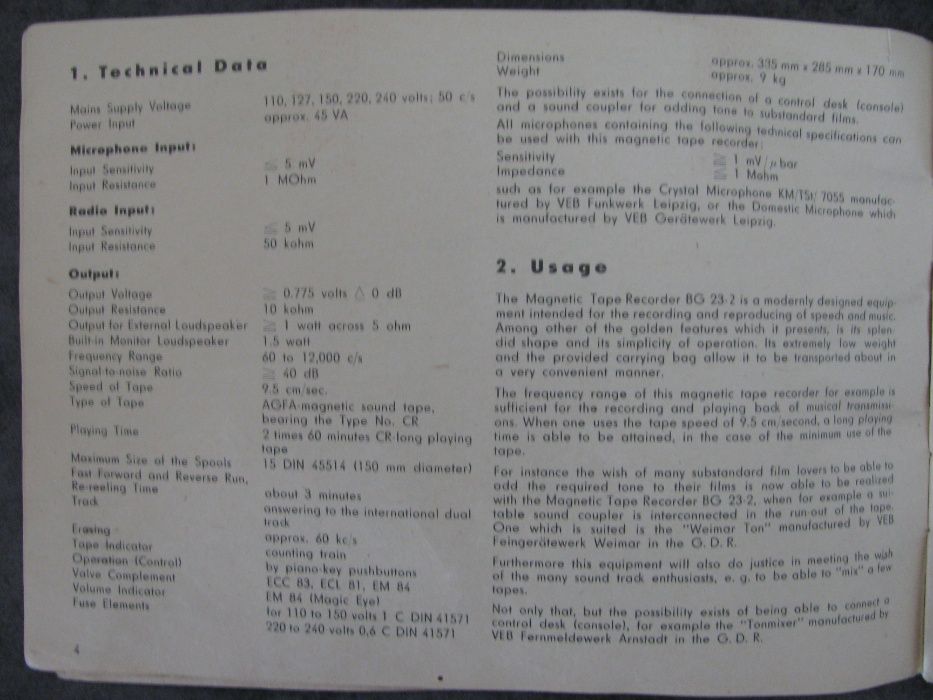 1. Technical Data
Mains Supply Voltage 110, 127, 150, 220, 240 volts; 50 c/s
Power Input approx. 45 VA
Microphone Input:
Input Sensitivity ≦ 5 mV
Input Resistance 1 MOhm
Radio Input:
Input Sensitivity ≦ 5 mV
Input Resistance 50 kohm
Output:
Output Voltage ≧ 0.775 volts △ 0 dB
Output Resistance 10 kohm
Output for External Loudspeaker ≧ 1 watt across 5 ohm
Built-in Monitor Loudspeaker 1.5 watt
Frequency Range 60 to 12,000 c/s
Signal-to-noise Ratio ≧ 40 dB
Speed of Tape 9.5 cm/sec.
Type of Tape AGFA-magnetic sound tape,
bearing the Type No. CR
Playing Time 2 times 60 minutes CR-long playing
tape
Maximum Size of the Spools 15 DIN 45514 (150 mm diameter)
Fast Forward and Reverse Run,
Re-reeling Time about 3 minutes
Track answering to the international dual
track
Erasing approx. 60 kc/s
Tape Indicator counting train
Operation (Control) by piano-key pushbuttons
Valve Complement ECC 83, ECL 81, EM 84
Volume Indicator EM 84 (Magic Eye)
Fuse Elements for 110 to 150 volts 1 C DIN 41571
220 to 240 volts 0,6 C DIN 41571
4
Dimensions approx. 335 mm x 285 mm x 170 mm
Weight approx. 9 kg
The possibility exists for the connection of a control desk (console)
and a sound coupler for adding tone to substandard films.
All microphones containing the following technical specifications can
be used with this magnetic tape recorder:
Sensitivity ≧ 1 mV/μ bar
Impedance ≧ 1 Mohm
such as for example the Crystal Microphone KM/TSt/ 7055 manufac-
tured by VEB Funkwerk Leipzig, or the Domestic Microphone which
is manufactured by VEB Gerätewerk Leipzig.
2. Usage
The Magnetic Tape Recorder BG 23-2 is a modernly designed equip-
ment intended for the recording and reproducing of speech and music.
Among other of the golden features which it presents, is its splen-
did shape and its simplicity of operation. Its extremely low weight
and the provided carrying bag allow it to be transported about in
a very convenient manner.
The frequency range of this magnetic tape recorder for example is
sufficient for the recording and playing back of musical transmissi-
ons. When one uses the tape speed of 9.5 cm/second, a long playing
time is able to be attained, in the case of the minimum use of the
tape.
For instance the wish of many substandard film lovers to be able to
add the required tone to their films is now able to be realized
with the Magnetic Tape Recorder BG 23-2, when for example a sui-
table sound coupler is interconnected in the run-out of the tape.
One which is suited is the "Weimar Ton" manufactured by VEB
Feingerätewerk Weimar in the G. D. R.
Furthermore this equipment will also do justice in meeting the wish
of the many sound track enthusiasts, e. g. to be able to "mix" a few
tapes.
Not only that, but the possibility exists of being able to connect a
control desk (console), for example the "Tonmixer" manufactured by
VEB Fernmeldewerk Arnstadt in the G. D. R.